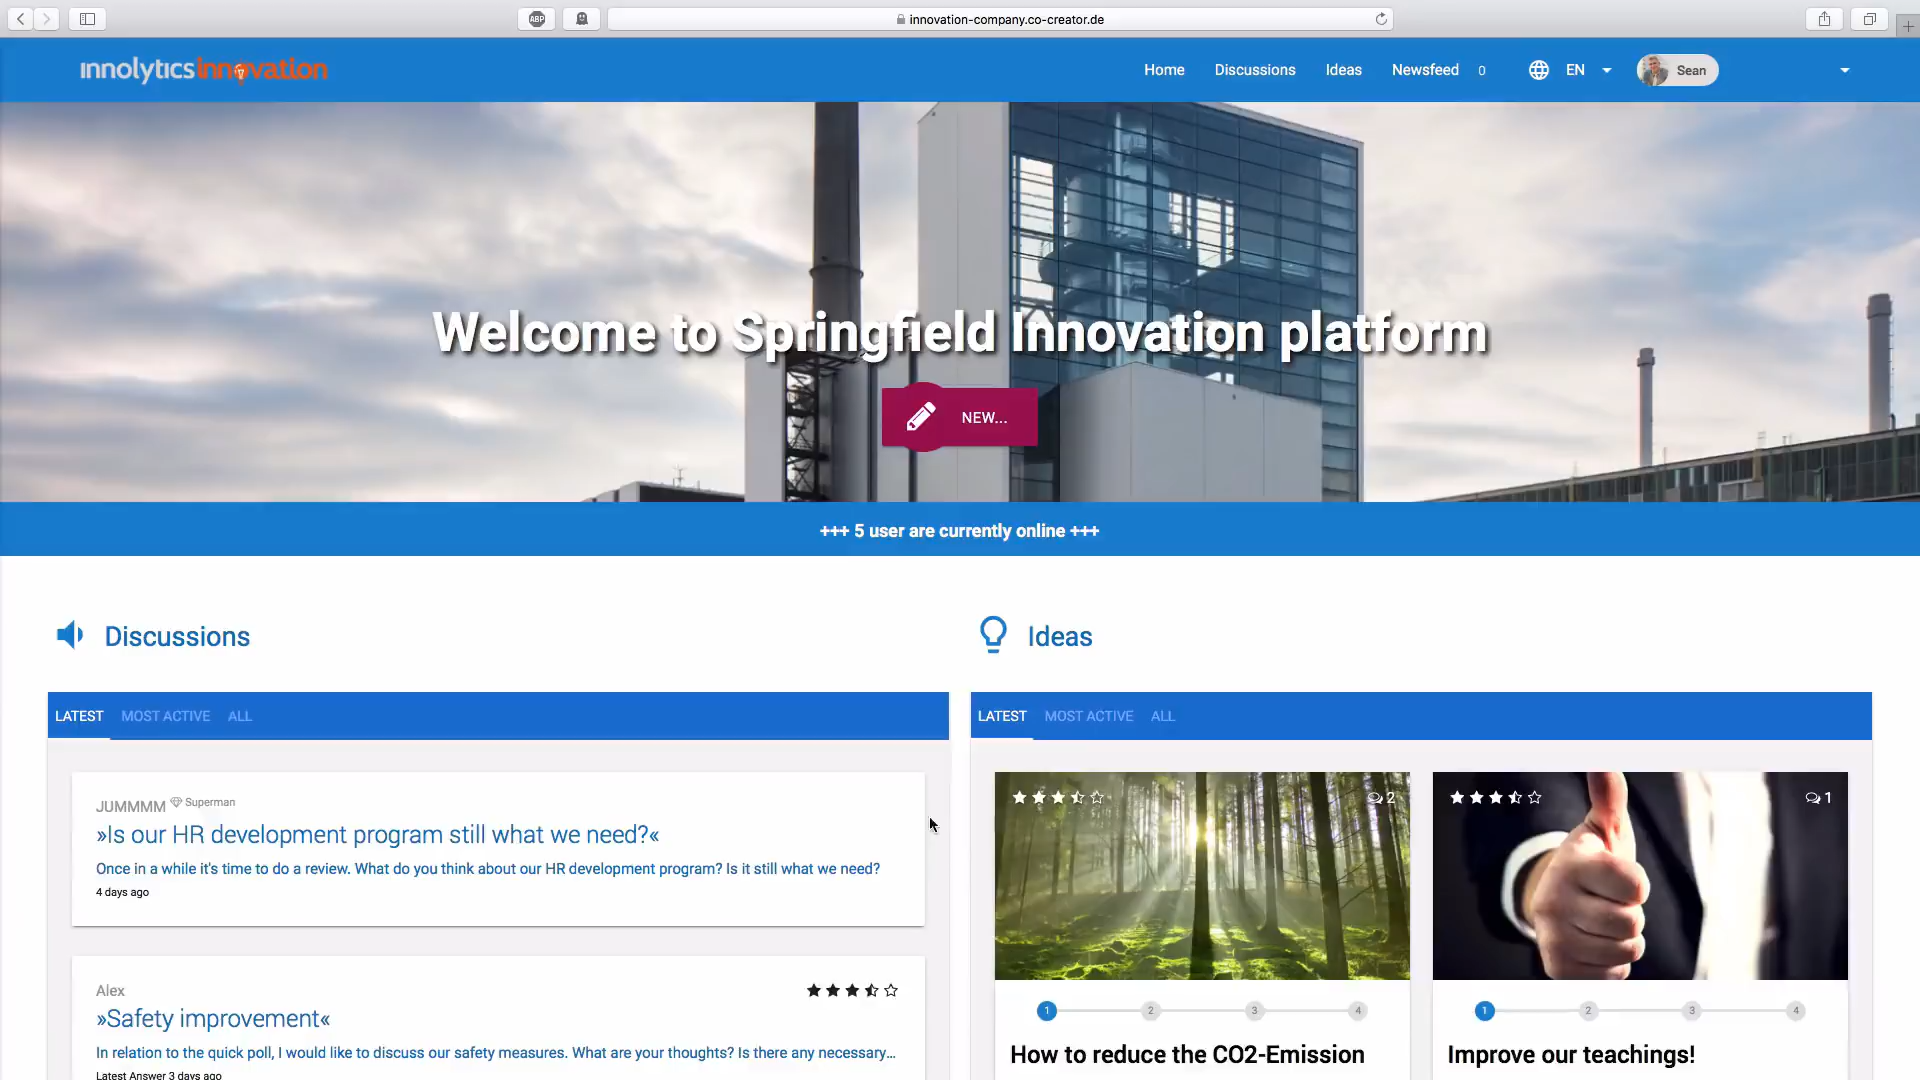 ABP
innovation-company.co-creator.de
innolyticsinnovation
Home
Discussions
Ideas
Newsfeed
0
EN
Sean
Welcome to Springfield Innovation platform
NEW...
+++ 5 user are currently online +++
Discussions
LATEST
MOST ACTIVE
ALL
JUMMMM
Superman
»Is our HR development program still what we need?«
Once in a while it's time to do a review. What do you think about our HR development program? Is it still what we need?
4 days ago
Alex
»Safety improvement«
In relation to the quick poll, I would like to discuss our safety measures. What are your thoughts? Is there any necessary...
Latest Answer 3 days ago
Ideas
LATEST
MOST ACTIVE
ALL
2
1 2 3 4
How to reduce the CO2-Emission
1
1 2 3 4
Improve our teachings!